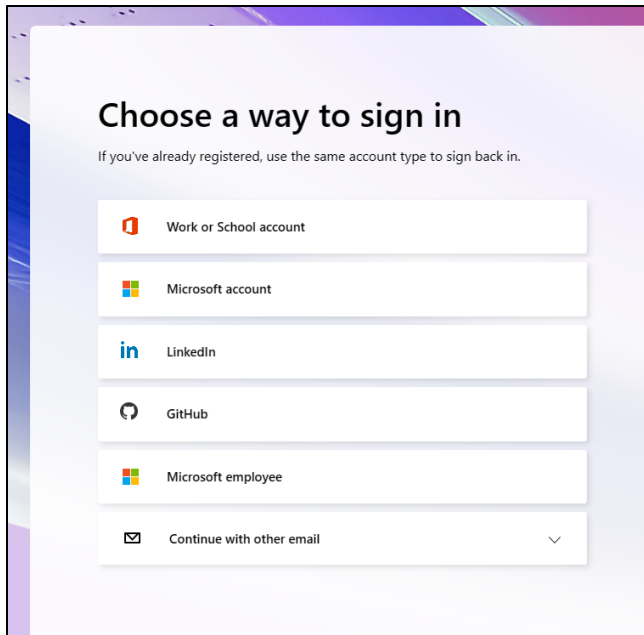 Choose a way to sign in
If you've already registered, use the same account type to sign back in.
Work or School account
Microsoft account
in LinkedIn
GitHub
Microsoft employee
Continue with other email